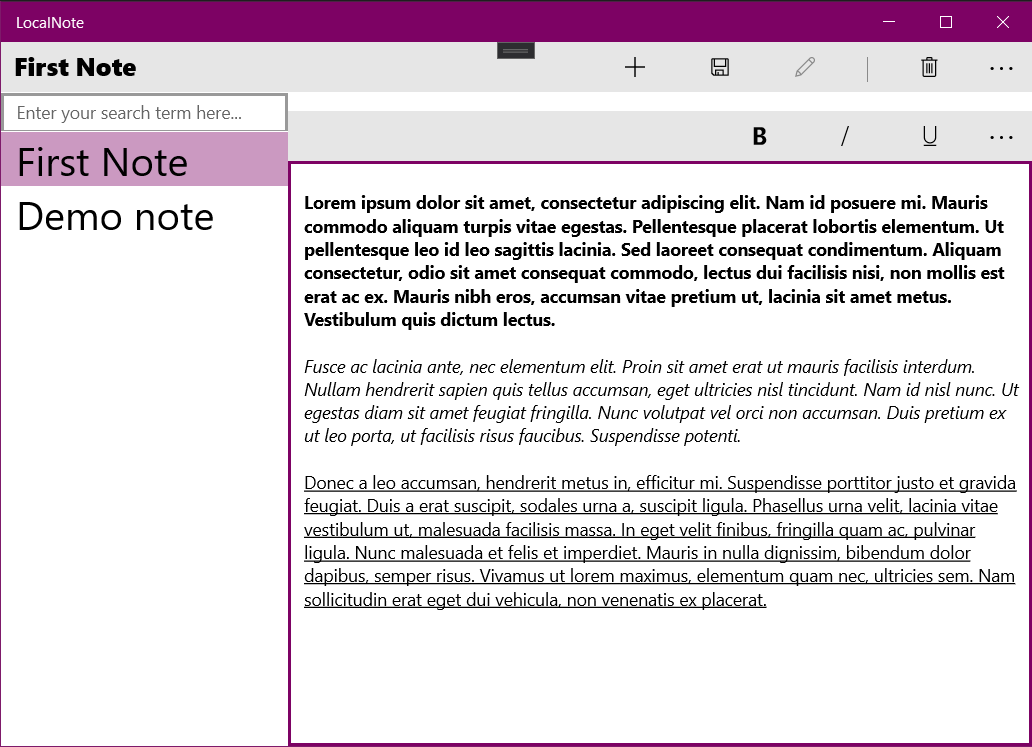 LocalNote
First Note
Enter your search term here...
First Note
Demo note
B / U
Lorem ipsum dolor sit amet, consectetur adipiscing elit. Nam id posuere mi. Mauris
commodo aliquam turpis vitae egestas. Pellentesque placerat lobortis elementum. Ut
pellentesque leo id leo sagittis lacinia. Sed laoreet consequat condimentum. Aliquam
consectetur, odio sit amet consequat commodo, lectus dui facilisis nisi, non mollis est
erat ac ex. Mauris nibh eros, accumsan vitae pretium ut, lacinia sit amet metus.
Vestibulum quis dictum lectus.
Fusce ac lacinia ante, nec elementum elit. Proin sit amet erat ut mauris facilisis interdum.
Nullam hendrerit sapien quis tellus accumsan, eget ultricies nisl tincidunt. Nam id nisl nunc. Ut
egestas diam sit amet feugiat fringilla. Nunc volutpat vel orci non accumsan. Duis pretium ex
ut leo porta, ut facilisis risus faucibus. Suspendisse potenti.
Donec a leo accumsan, hendrerit metus in, efficitur mi. Suspendisse porttitor justo et gravida
feugiat. Duis a erat suscipit, sodales urna a, suscipit ligula. Phasellus urna velit, lacinia vitae
vestibulum ut, malesuada facilisis massa. In eget velit finibus, fringilla quam ac, pulvinar
ligula. Nunc malesuada et felis et imperdiet. Mauris in nulla dignissim, bibendum dolor
dapibus, semper risus. Vivamus ut lorem maximus, elementum quam nec, ultricies sem. Nam
sollicitudin erat eget dui vehicula, non venenatis ex placerat.